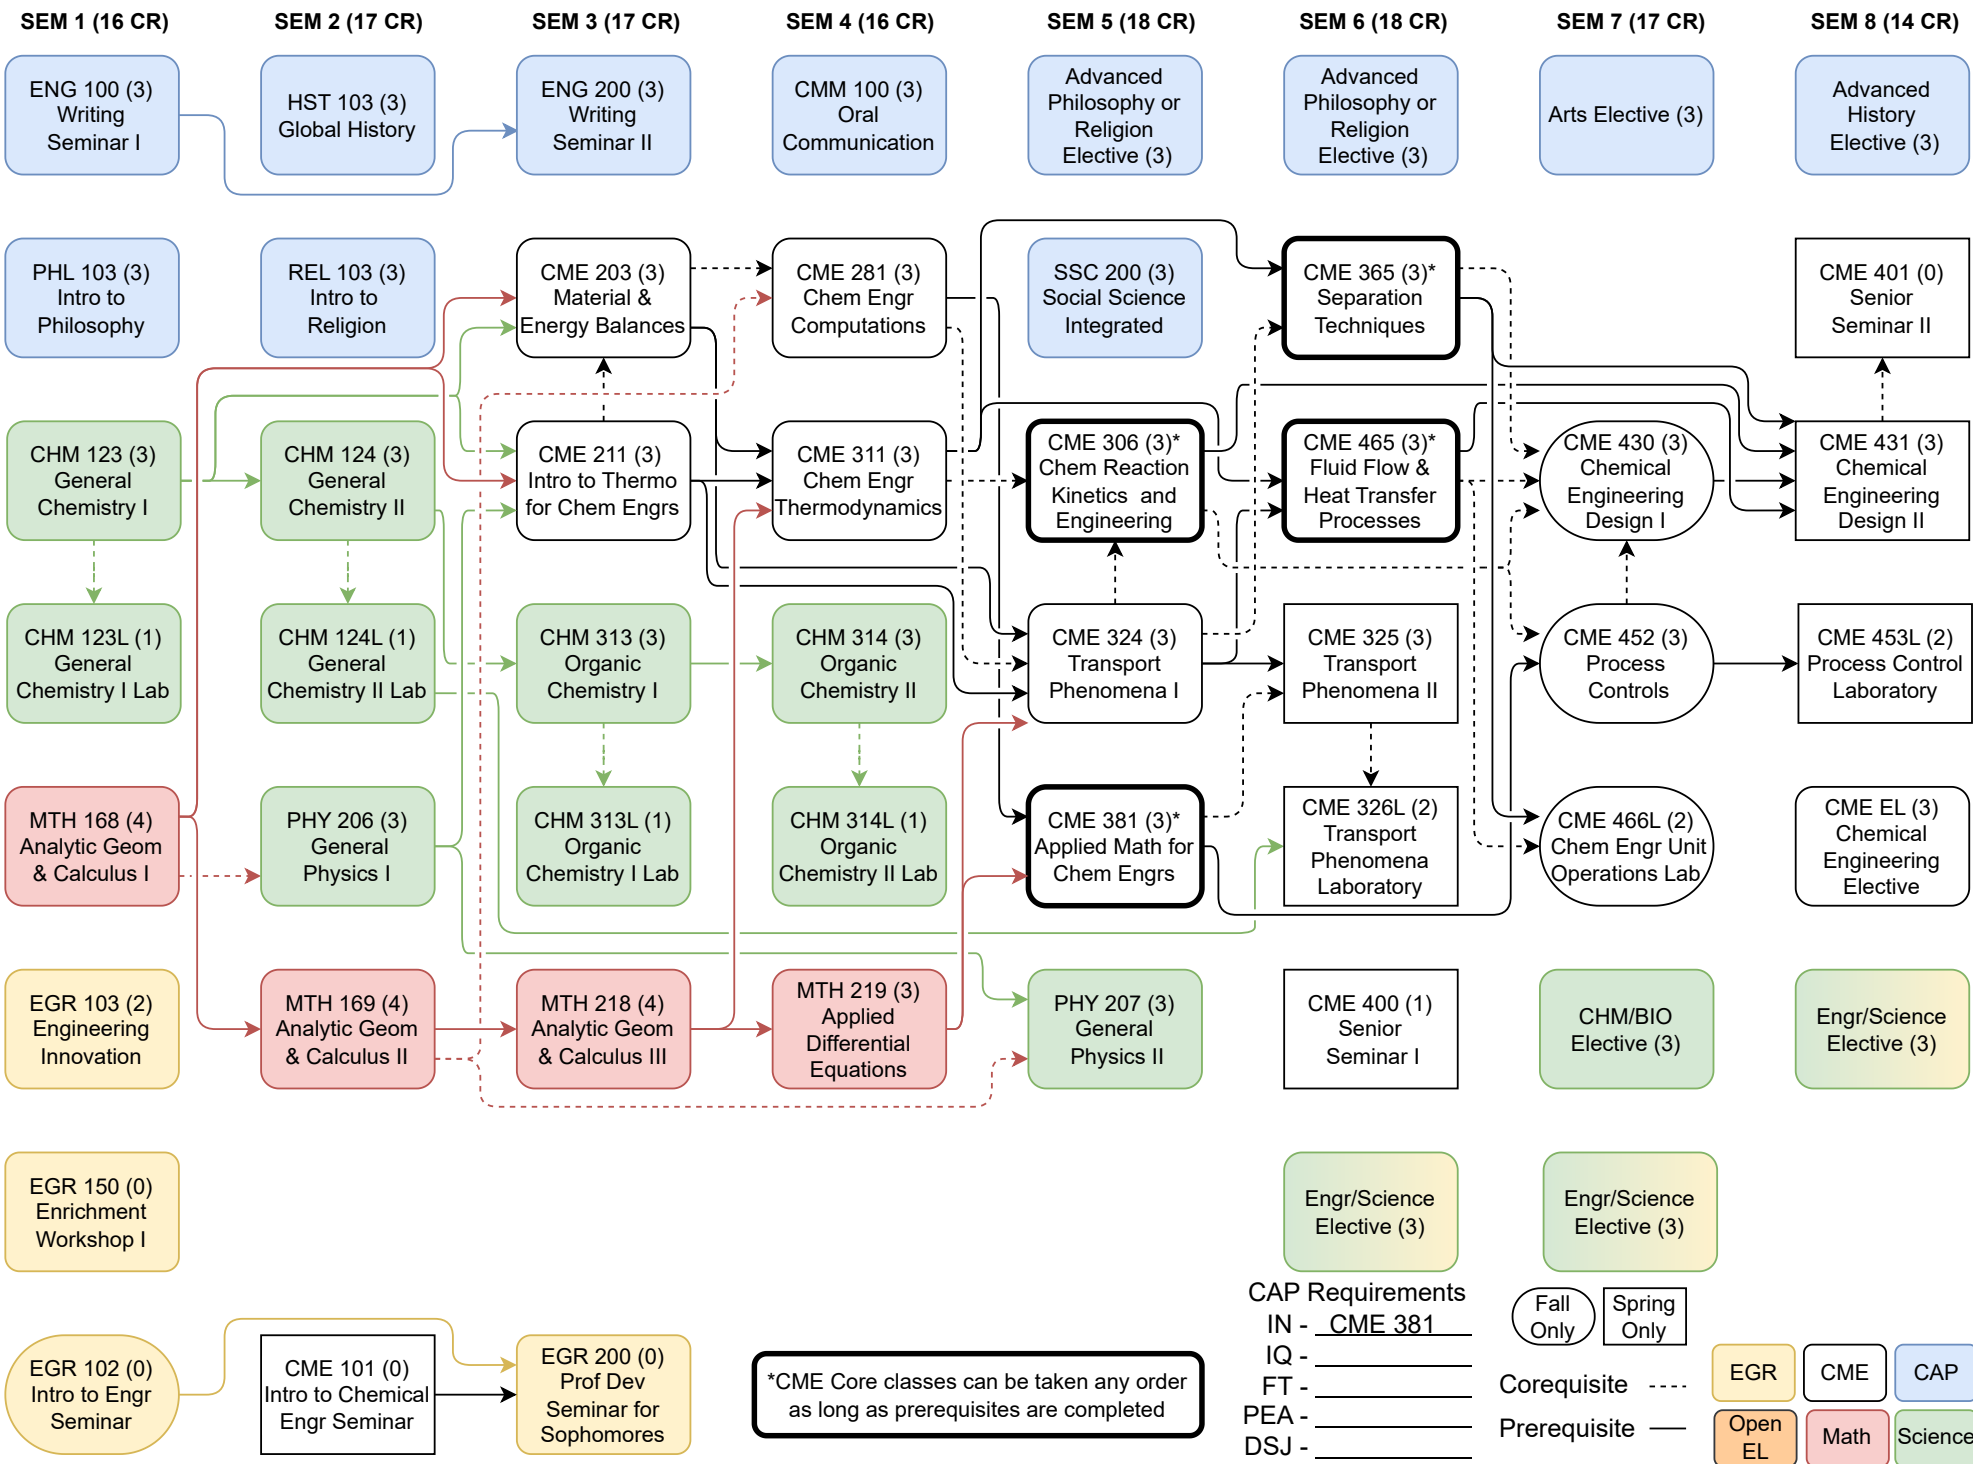 SEM 1 (16 CR)
SEM 2 (17 CR)
SEM 3 (17 CR)
SEM 4 (16 CR)
SEM 5 (18 CR)
SEM 6 (18 CR)
SEM 7 (17 CR)
SEM 8 (14 CR)
ENG 100 (3)
Writing
Seminar I
HST 103 (3)
Global History
ENG 200 (3)
Writing
Seminar II
CMM 100 (3)
Oral
Communication
Advanced
Philosophy or
Religion
Elective (3)
Advanced
Philosophy or
Religion
Elective (3)
Arts Elective (3)
Advanced
History
Elective (3)
PHL 103 (3)
Intro to
Philosophy
REL 103 (3)
Intro to
Religion
CME 203 (3)
Material &
Energy Balances
CME 281 (3)
Chem Engr
Computations
SSC 200 (3)
Social Science
Integrated
CME 365 (3)*
Separation
Techniques
CME 401 (0)
Senior
Seminar II
CHM 123 (3)
General
Chemistry I
CHM 124 (3)
General
Chemistry II
CME 211 (3)
Intro to Thermo
for Chem Engrs
CME 311 (3)
Chem Engr
Thermodynamics
CME 306 (3)*
Chem Reaction
Kinetics and
Engineering
CME 465 (3)*
Fluid Flow &
Heat Transfer
Processes
CME 430 (3)
Chemical
Engineering
Design I
CME 431 (3)
Chemical
Engineering
Design II
CHM 123L (1)
General
Chemistry I Lab
CHM 124L (1)
General
Chemistry II Lab
CHM 313 (3)
Organic
Chemistry I
CHM 314 (3)
Organic
Chemistry II
CME 324 (3)
Transport
Phenomena I
CME 325 (3)
Transport
Phenomena II
CME 452 (3)
Process
Controls
CME 453L (2)
Process Control
Laboratory
MTH 168 (4)
Analytic Geom
& Calculus I
PHY 206 (3)
General
Physics I
CHM 313L (1)
Organic
Chemistry I Lab
CHM 314L (1)
Organic
Chemistry II Lab
CME 381 (3)*
Applied Math for
Chem Engrs
CME 326L (2)
Transport
Phenomena
Laboratory
CME 466L (2)
Chem Engr Unit
Operations Lab
CME EL (3)
Chemical
Engineering
Elective
EGR 103 (2)
Engineering
Innovation
MTH 169 (4)
Analytic Geom
& Calculus II
MTH 218 (4)
Analytic Geom
& Calculus III
MTH 219 (3)
Applied
Differential
Equations
PHY 207 (3)
General
Physics II
CME 400 (1)
Senior
Seminar I
CHM/BIO
Elective (3)
Engr/Science
Elective (3)
EGR 150 (0)
Enrichment
Workshop I
Engr/Science
Elective (3)
Engr/Science
Elective (3)
EGR 102 (0)
Intro to Engr
Seminar
CME 101 (0)
Intro to Chemical
Engr Seminar
EGR 200 (0)
Prof Dev
Seminar for
Sophomores
*CME Core classes can be taken any order
as long as prerequisites are completed
CAP Requirements
IN - CME 381
IQ -
FT -
PEA -
DSJ -
Fall
Only
Spring
Only
Corequisite
Prerequisite
EGR
CME
CAP
Open
EL
Math
Science